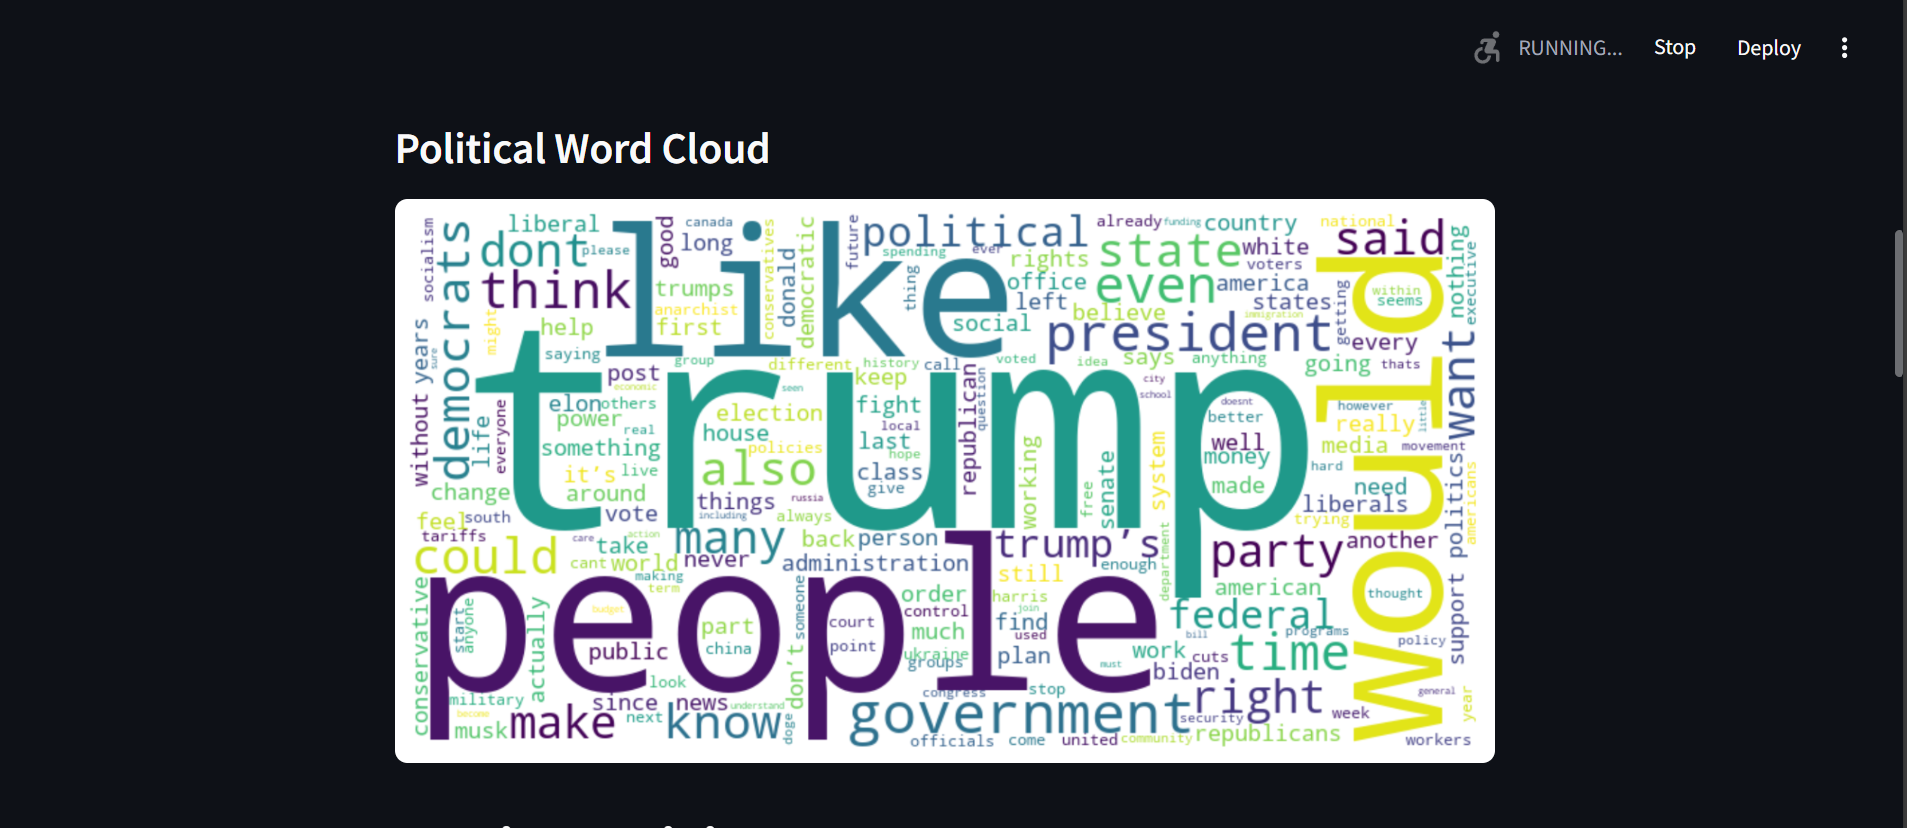 RUNNING...
Stop
Deploy
Political Word Cloud
socialism
democrats
liberal
dont
please
think
like
good
long
canada
conservatives
donald
democratic
future
political
spending
ever
thing
already
funding
country
state
white
voters
rights
even
america
office
left
states
believe
immigration
social
president
national
said
nothing
executive
within
seems
getting
every
want
would
might
help
trumps
anarchist
first
saying
group
different
history
call
voted
idea
says
anything
going
thats
without years
sure
trump
post
economic
seen
keep
republican
question
city
school
elon
others
power
real
life
everyone
something
it's
live
election
house
policies
also
fight
local
last
hope
class
give
working
free
senate
system
doesnt
better
well
money
made
however
little
really
media
movement
hard
need
liberals
trying
support politics
americans
change
around
things
russia
feel
south
vote
including
always
tariffs
could
care
action
take
many
back
person
trump's
party
another
cant
world
never
administration
still
enough
department
making
term
american
conservative
people
start
anyone
actually
budget
part
public
china
don't
someone
court
point
order
control
much
ukraine
groups
harris
join
find
used
plan
must
federal
bill
programs
work
cuts
time
biden
thought
policy
look
military
become
since
news
understand
congress
stop
right
general
year
musk
make
next
know
doge
government
security
week
officials
come
united
community
republicans
workers